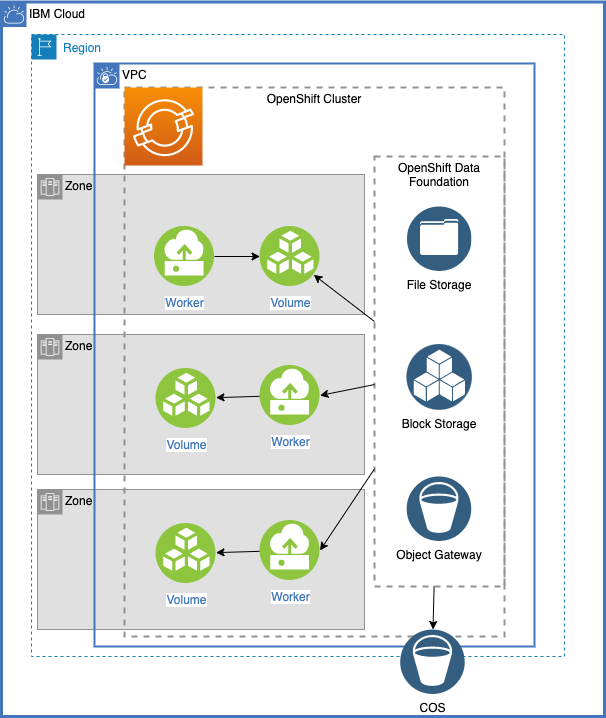 IBM Cloud
Region
VPC
OpenShift Cluster
OpenShift Data
Foundation
Zone
File Storage
Worker
Volume
Zone
Block Storage
Volume
Worker
Zone
Object Gateway
Volume
Worker
COS